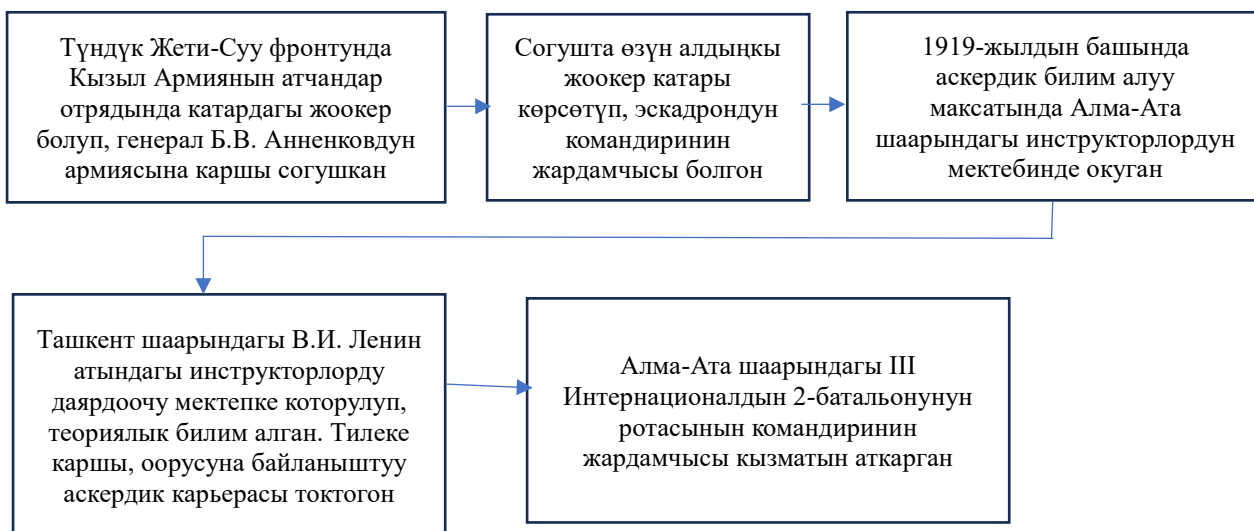 Түндүк Жети-Суу фронтунда
Кызыл Армиянын атчандар
отрядында катардагы жоокер
болуп, генерал Б.В. Анненковдун
армиясына каршы согушкан
Согушта өзүн алдыңкы
жоокер катары
көрсөтүп, эскадрондун
командиринин
жардамчысы болгон
1919-жылдын башында
аскердик билим алуу
максатында Алма-Ата
шаарындагы инструкторлордун
мектебинде окуган
Ташкент шаарындагы В.И. Ленин
атындагы инструкторлорду
даярдоочу мектепке которулуп,
теориялык билим алган. Тилеке
каршы, оорусуна байланыштуу
аскердик карьерасы токтогон
Алма-Ата шаарындагы III
Интернационалдын 2-батальонунун
ротасынын командиринин
жардамчысы кызматын аткарган